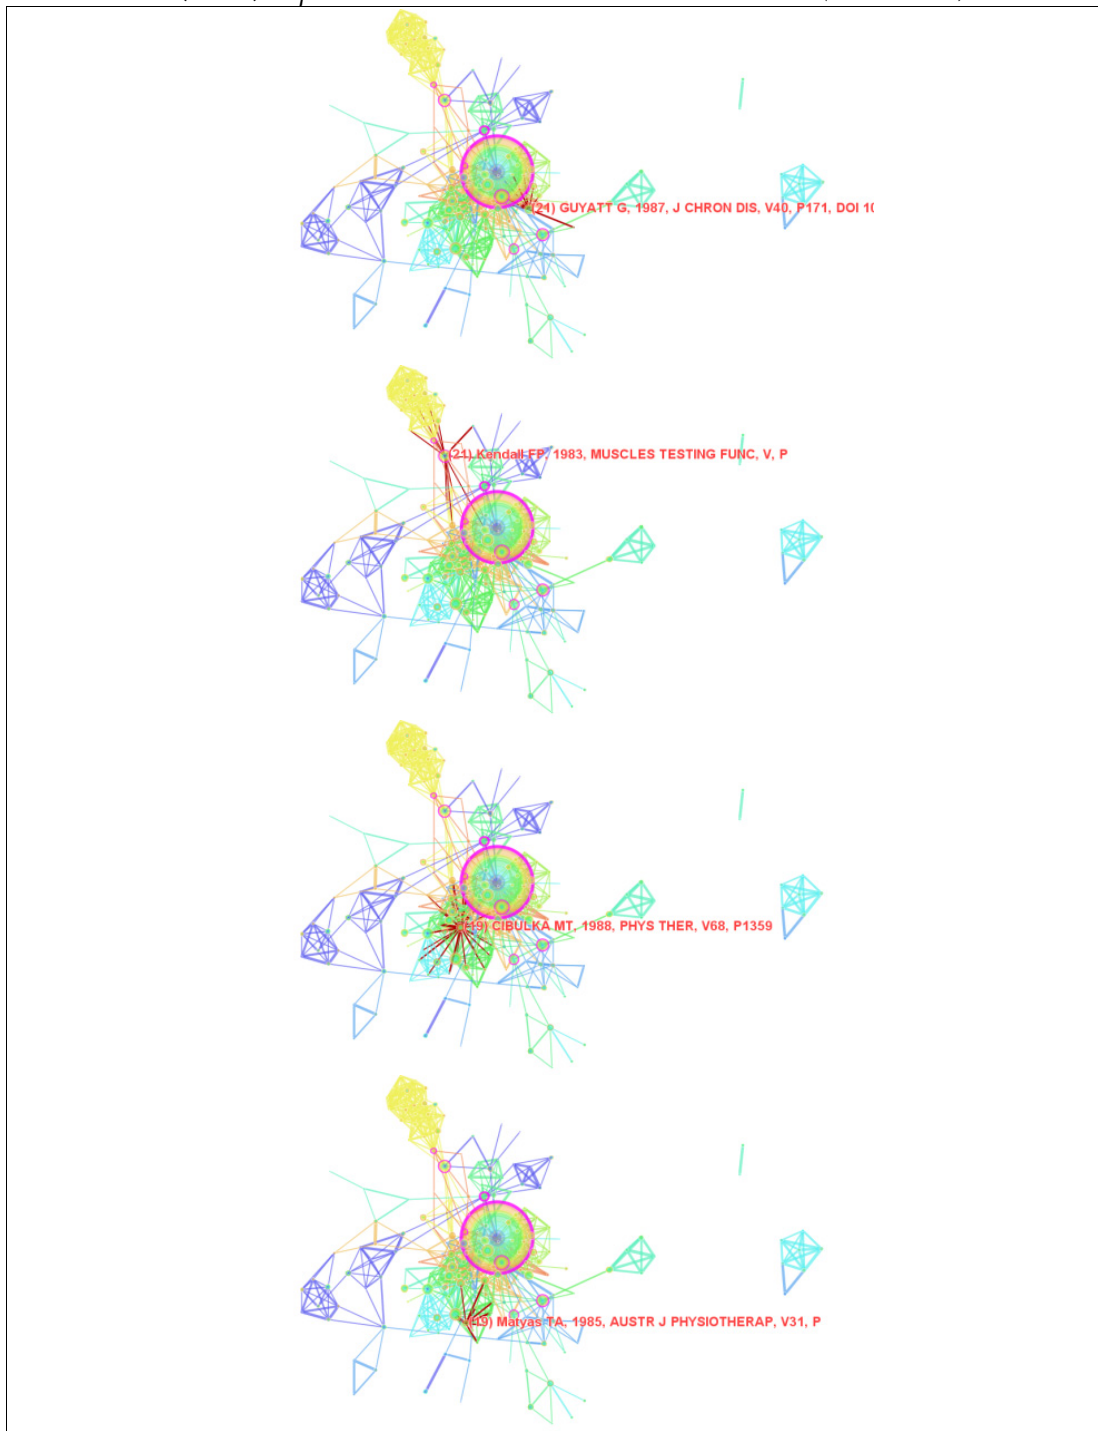 (21) GUYATT G, 1987, J CHRON DIS, V40, P171, DOI
(21) Kendall FP, 1983, MUSCLES TESTING FUNC, V, P
(19) CIBULKA MT, 1988, PHYS THER, V68, P1359
(19) Matyas TA, 1985, AUSTR J PHYSIOTHERAP, V31, P